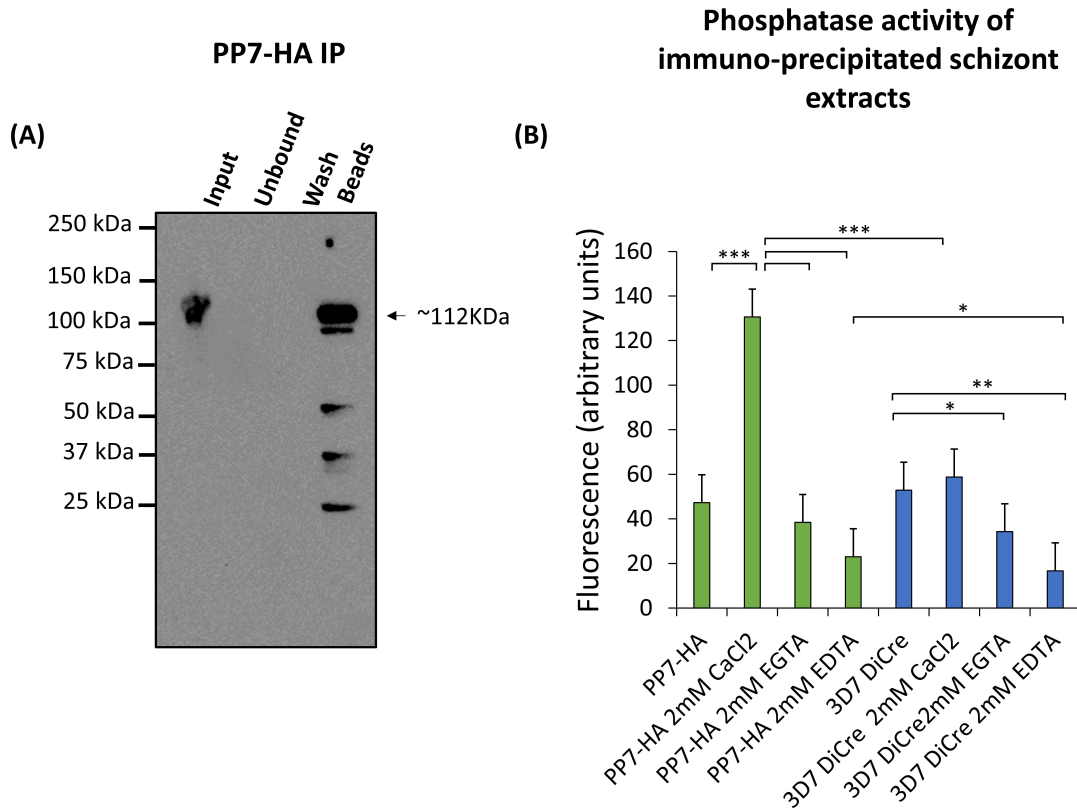 PP7-HA IP
(A)
Input
Unbound
Wash
Beads
250 kDa
150 kDa
100 kDa
75 kDa
50 kDa
37 kDa
25 kDa
~112KDa
Phosphatase activity of
immuno-precipitated schizont
extracts
(B)
Fluorescence (arbitrary units)
160
140
120
100
80
60
40
20
0
***
***
*
**
*
PP7-HA
PP7-HA 2mM CaCl2
PP7-HA 2mM EGTA
PP7-HA 2mM EDTA
3D7 DiCre
3D7 DiCre 2mM CaCl2
3D7 DiCre2mM EGTA
3D7 DiCre 2mM EDTA